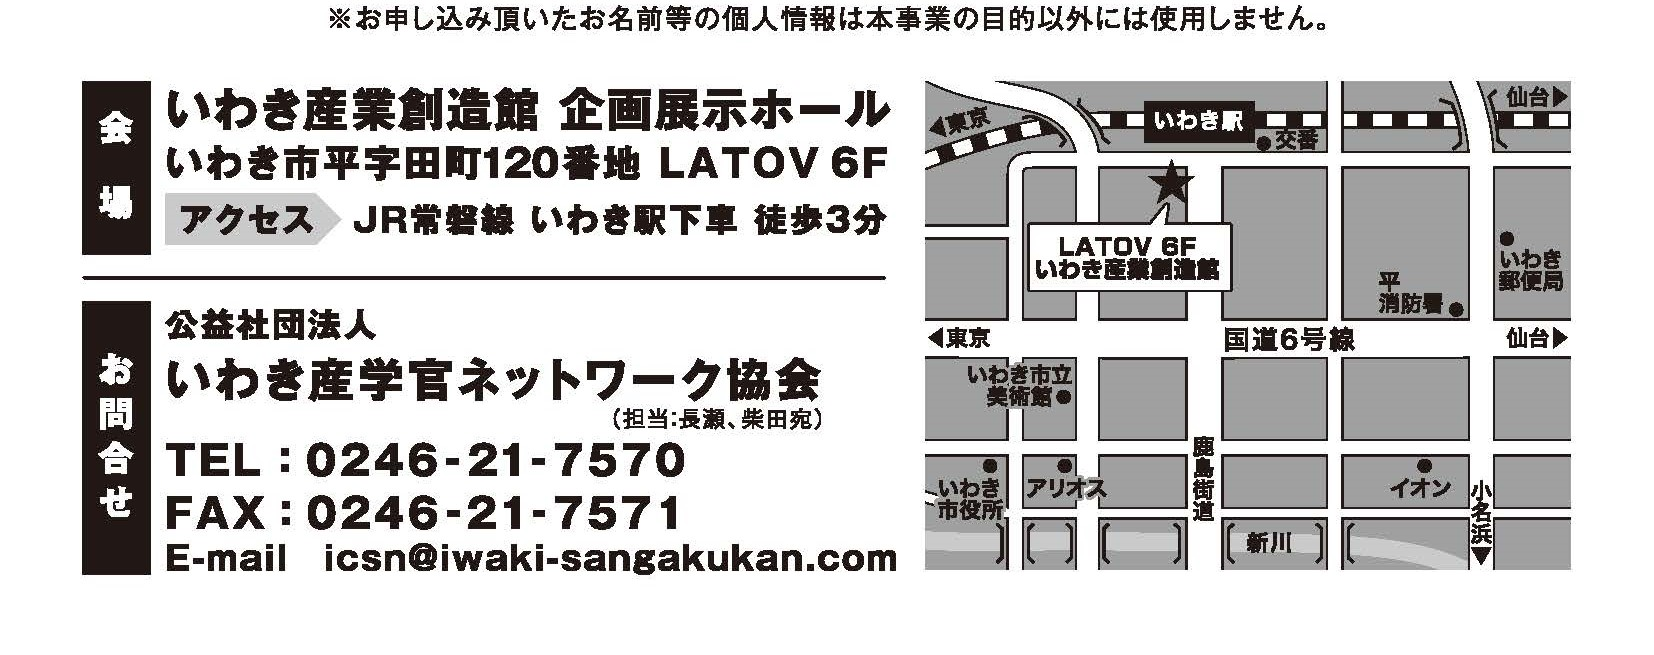 ※お申し込み頂いたお名前等の個人情報は本事業の目的以外には使用しません。
会場
いわき産業創造館 企画展示ホール
いわき市平字田町120番地 LATOV 6F
アクセス JR常磐線 いわき駅下車 徒歩3分
お問合せ
公益社団法人
いわき産学官ネットワーク協会
(担当:長瀬、柴田宛)
TEL:0246-21-7570
FAX:0246-21-7571
E-mail icsn@iwaki-sangakukan.com
◀東京
いわき駅
仙台▶
●交番
★
LATOV 6F
いわき産業創造館
いわき
郵便局
平
消防署●
◀東京
国道6号線
仙台▶
いわき市立
美術館●
鹿島街道
いわき
市役所
アリオス
イオン
小名浜▼
新川